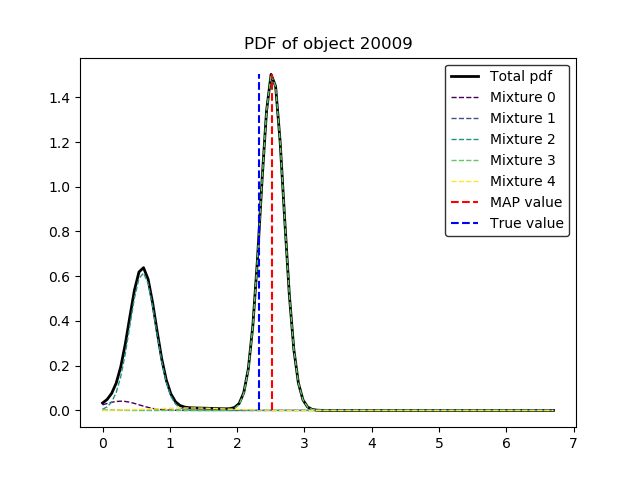 PDF of object 20009
Total pdf
Mixture 0
Mixture 1
Mixture 2
Mixture 3
Mixture 4
MAP value
True value
1.4
1.2
1.0
0.8
0.6
0.4
0.2
0.0
0 1 2 3 4 5 6 7